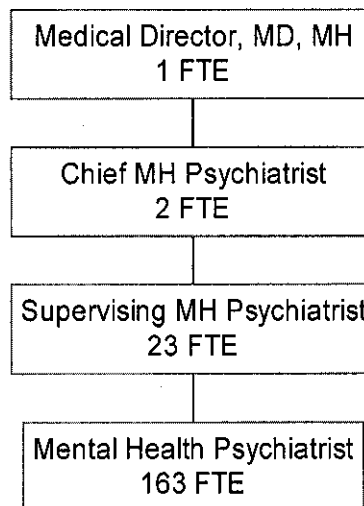 Medical Director, MD, MH
1 FTE
Chief MH Psychiatrist
2 FTE
Supervising MH Psychiatrist
23 FTE
Mental Health Psychiatrist
163 FTE